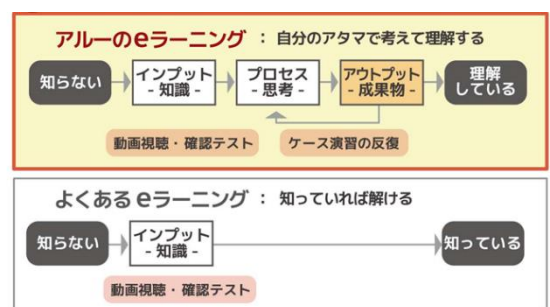 アルーのeラーニング : 自分のアタマで考えて理解する
知らない
インプット
- 知識 -
プロセス
- 思考 -
アウトプット
- 成果物 -
理解
している
動画視聴・確認テスト
ケース演習の反復
よくあるeラーニング : 知っていれば解ける
知らない
インプット
- 知識 -
知っている
動画視聴・確認テスト